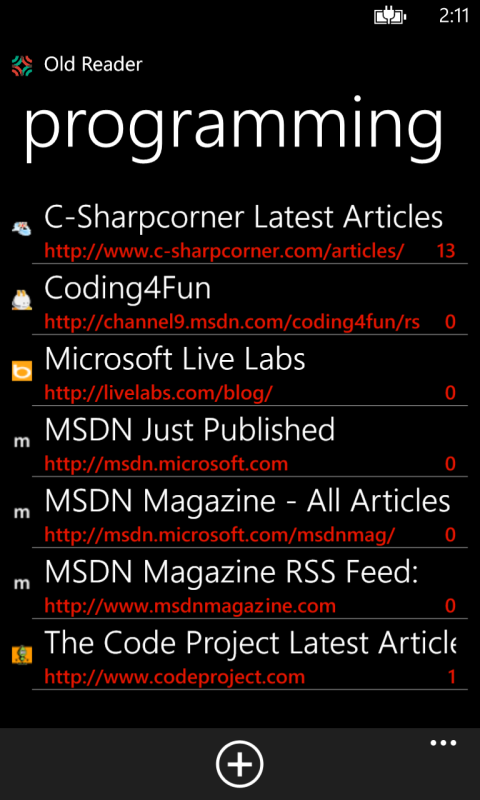 2:11
Old Reader
programming
C-Sharpcorner Latest Articles
http://www.c-sharpcorner.com/articles/ 13
Coding4Fun
http://channel9.msdn.com/coding4fun/rs 0
Microsoft Live Labs
http://livelabs.com/blog/ 0
m MSDN Just Published
http://msdn.microsoft.com 0
m MSDN Magazine - All Articles
http://msdn.microsoft.com/msdnmag/ 0
m MSDN Magazine RSS Feed:
http://www.msdnmagazine.com 0
The Code Project Latest Article
http://www.codeproject.com 1